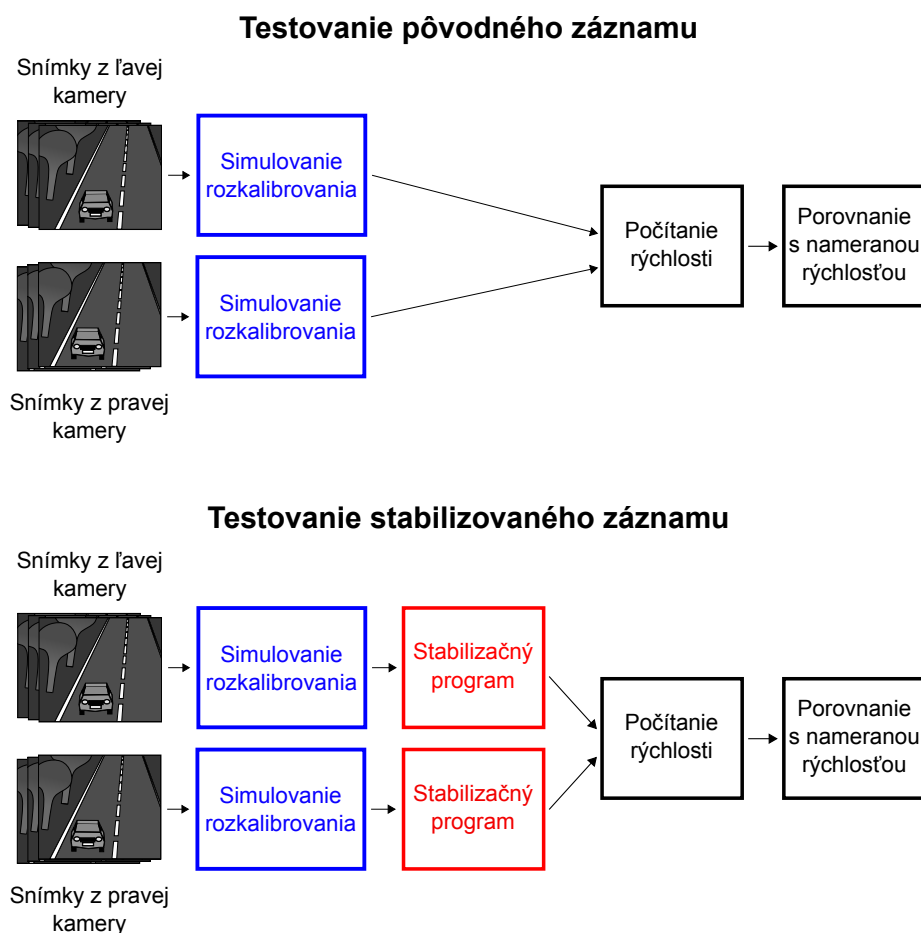 Testovanie pôvodného záznamu
Snímky z ľavej
kamery
Simulovanie
rozkalibrovania
Simulovanie
rozkalibrovania
Snímky z pravej
kamery
Počítanie
rýchlosti
Porovnanie
s nameranou
rýchlosťou
Testovanie stabilizovaného záznamu
Snímky z ľavej
kamery
Simulovanie
rozkalibrovania
Stabilizačný
program
Simulovanie
rozkalibrovania
Stabilizačný
program
Snímky z pravej
kamery
Počítanie
rýchlosti
Porovnanie
s nameranou
rýchlosťou